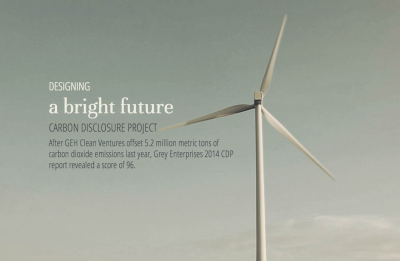 DESIGNING
a bright future
CARBON DISCLOSURE PROJECT
After GEH Clean Ventures offset 5.2 million metric tons of
carbon dioxide emissions last year, Grey Enterprises 2014 CDP
report revealed a score of 96.